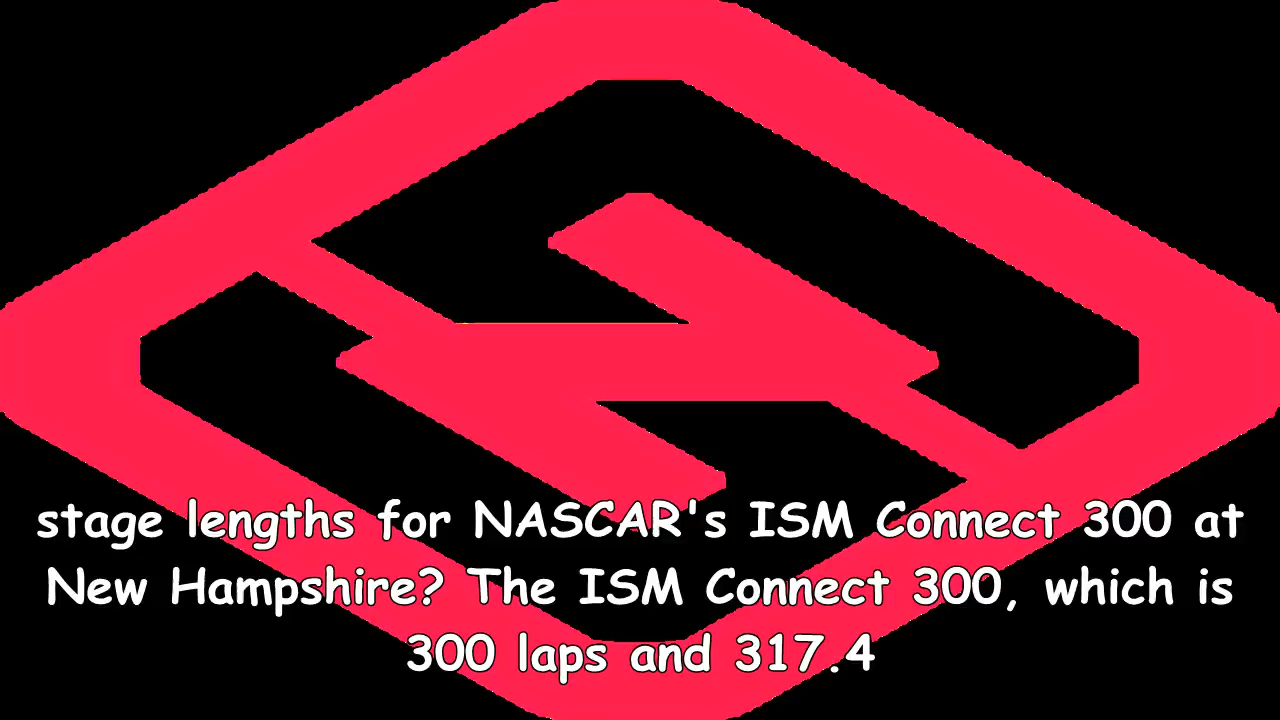 stage lengths for NASCAR's ISM Connect 300 at
New Hampshire? The ISM Connect 300, which is
300 laps and 317.4